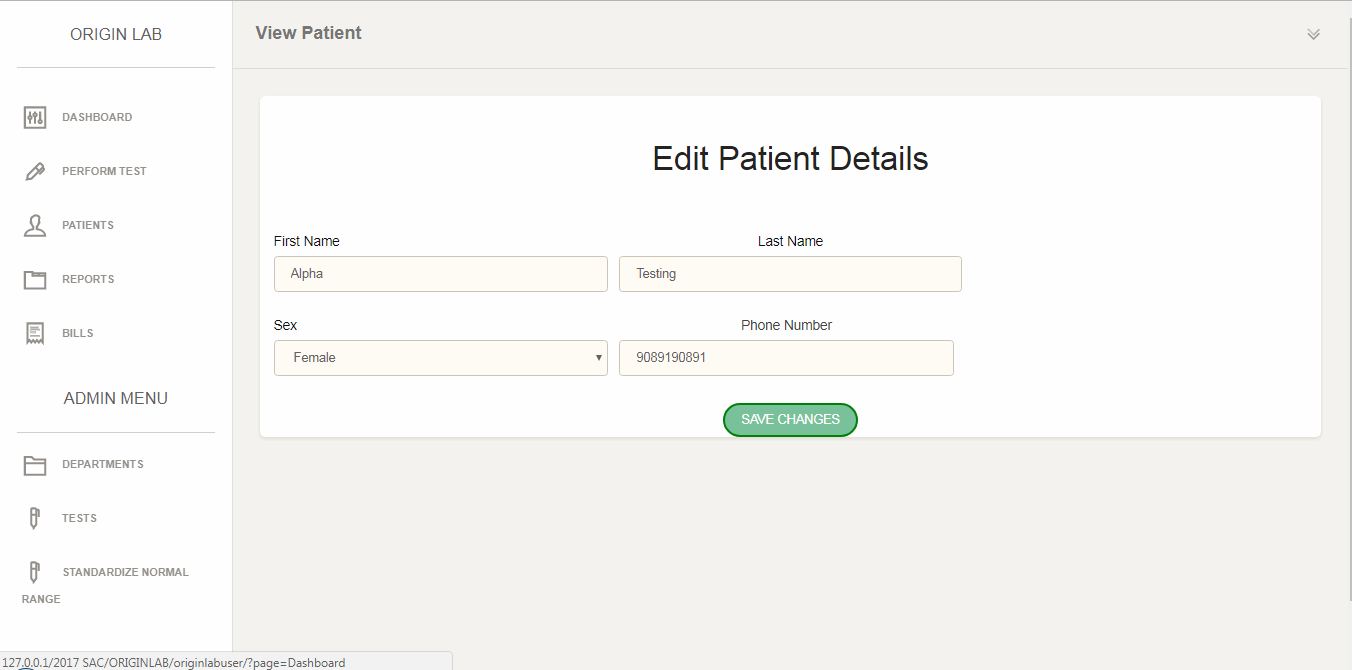 ORIGIN LAB
View Patient
DASHBOARD
PERFORM TEST
PATIENTS
REPORTS
BILLS
ADMIN MENU
DEPARTMENTS
TESTS
STANDARDIZE NORMAL
RANGE
Edit Patient Details
First Name
Last Name
Alpha
Testing
Sex
Phone Number
Female
9089190891
SAVE CHANGES
127.0.0.1/2017 SAC/ORIGINLAB/originlabuser/?page=Dashboard